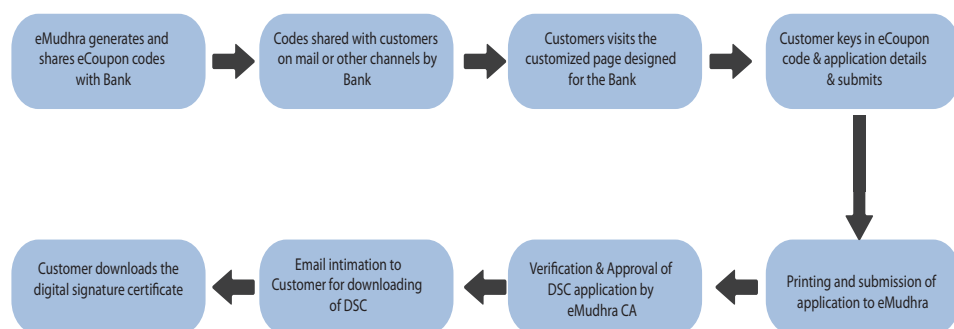 eMudhra generates and
shares eCoupon codes
with Bank
Codes shared with customers
on mail or other channels by
Bank
Customers visits the
customized page designed
for the Bank
Customer keys in eCoupon
code & application details
& submits
Printing and submission of
application to eMudhra
Verification & Approval of
DSC application by
eMudhra CA
Email intimation to
Customer for downloading
of DSC
Customer downloads the
digital signature certificate